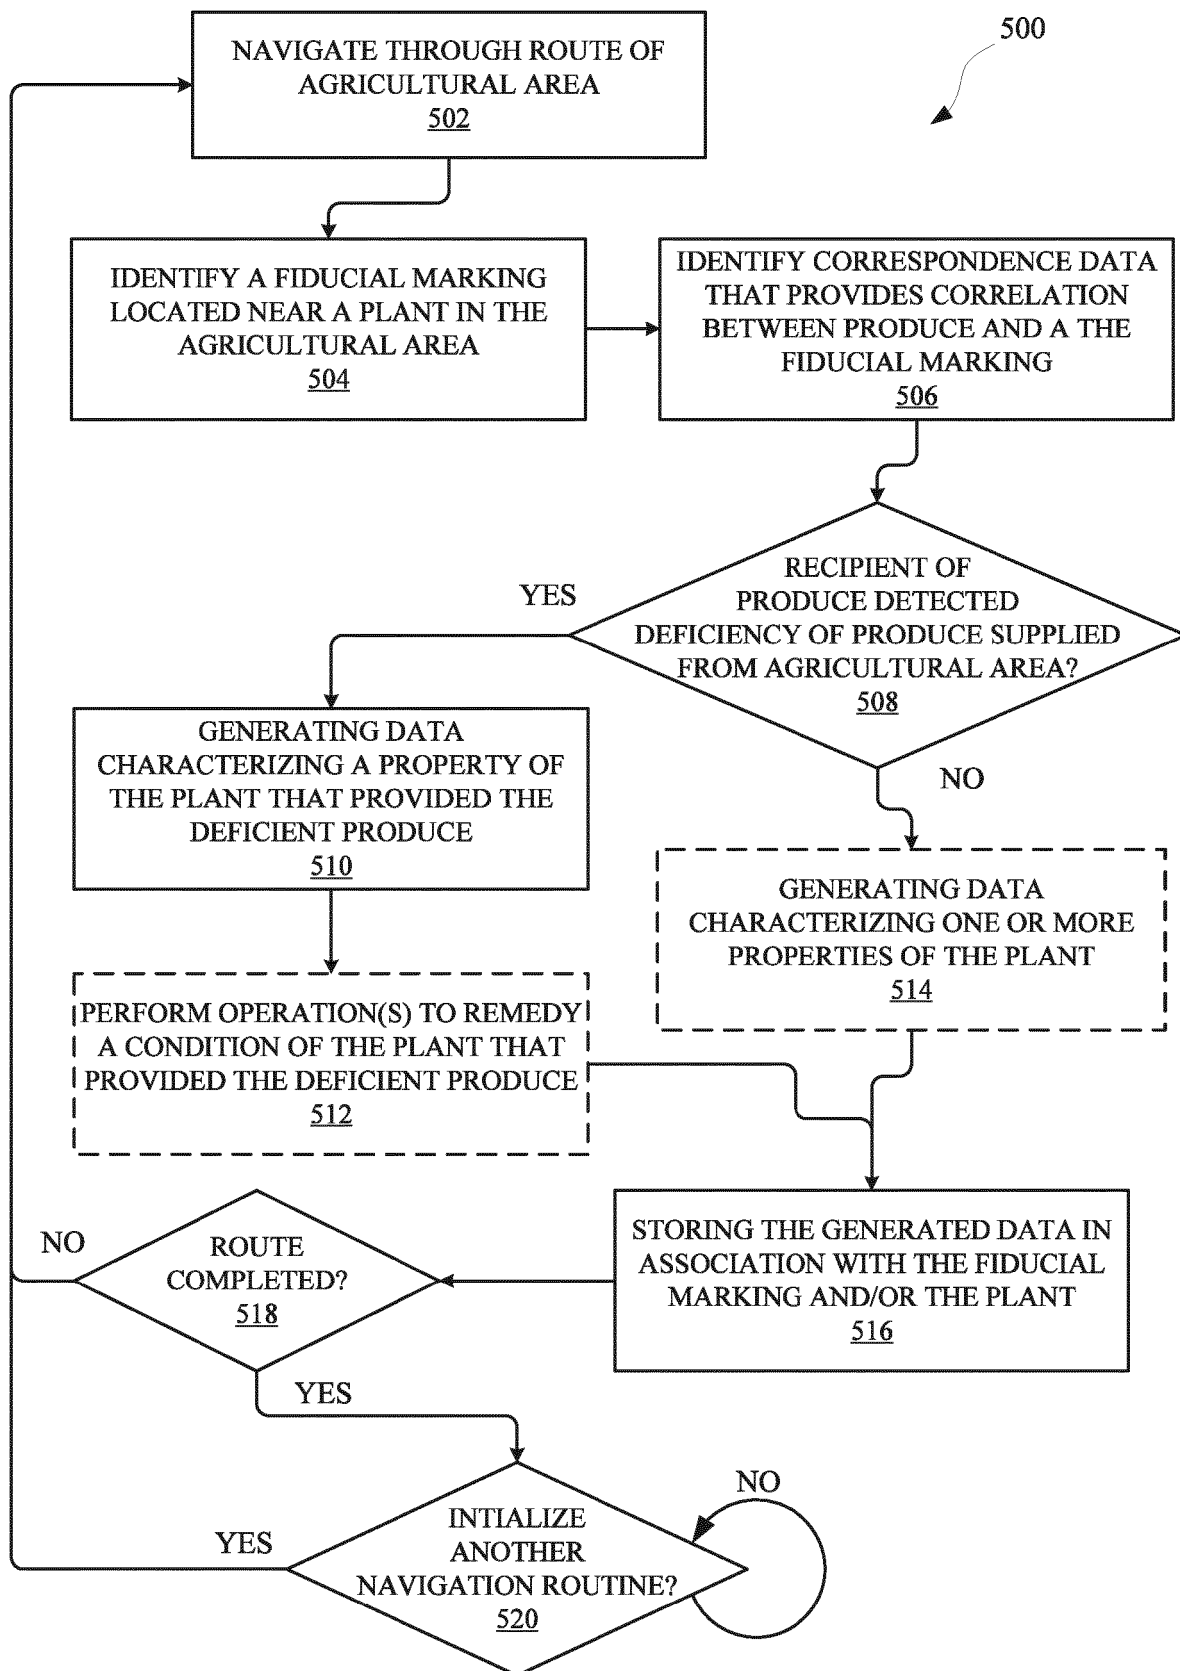 500
NAVIGATE THROUGH ROUTE OF
AGRICULTURAL AREA
502
IDENTIFY A FIDUCIAL MARKING
LOCATED NEAR A PLANT IN THE
AGRICULTURAL AREA
504
IDENTIFY CORRESPONDENCE DATA
THAT PROVIDES CORRELATION
BETWEEN PRODUCE AND A THE
FIDUCIAL MARKING
506
RECIPIENT OF
PRODUCE DETECTED
DEFICIENCY OF PRODUCE SUPPLIED
FROM AGRICULTURAL AREA?
508
YES
NO
GENERATING DATA
CHARACTERIZING A PROPERTY OF
THE PLANT THAT PROVIDED THE
DEFICIENT PRODUCE
510
GENERATING DATA
CHARACTERIZING ONE OR MORE
PROPERTIES OF THE PLANT
514
PERFORM OPERATION(S) TO REMEDY
A CONDITION OF THE PLANT THAT
PROVIDED THE DEFICIENT PRODUCE
512
STORING THE GENERATED DATA IN
ASSOCIATION WITH THE FIDUCIAL
MARKING AND/OR THE PLANT
516
NO
ROUTE
COMPLETED?
518
YES
YES
INTIALIZE
ANOTHER
NAVIGATION ROUTINE?
520
NO